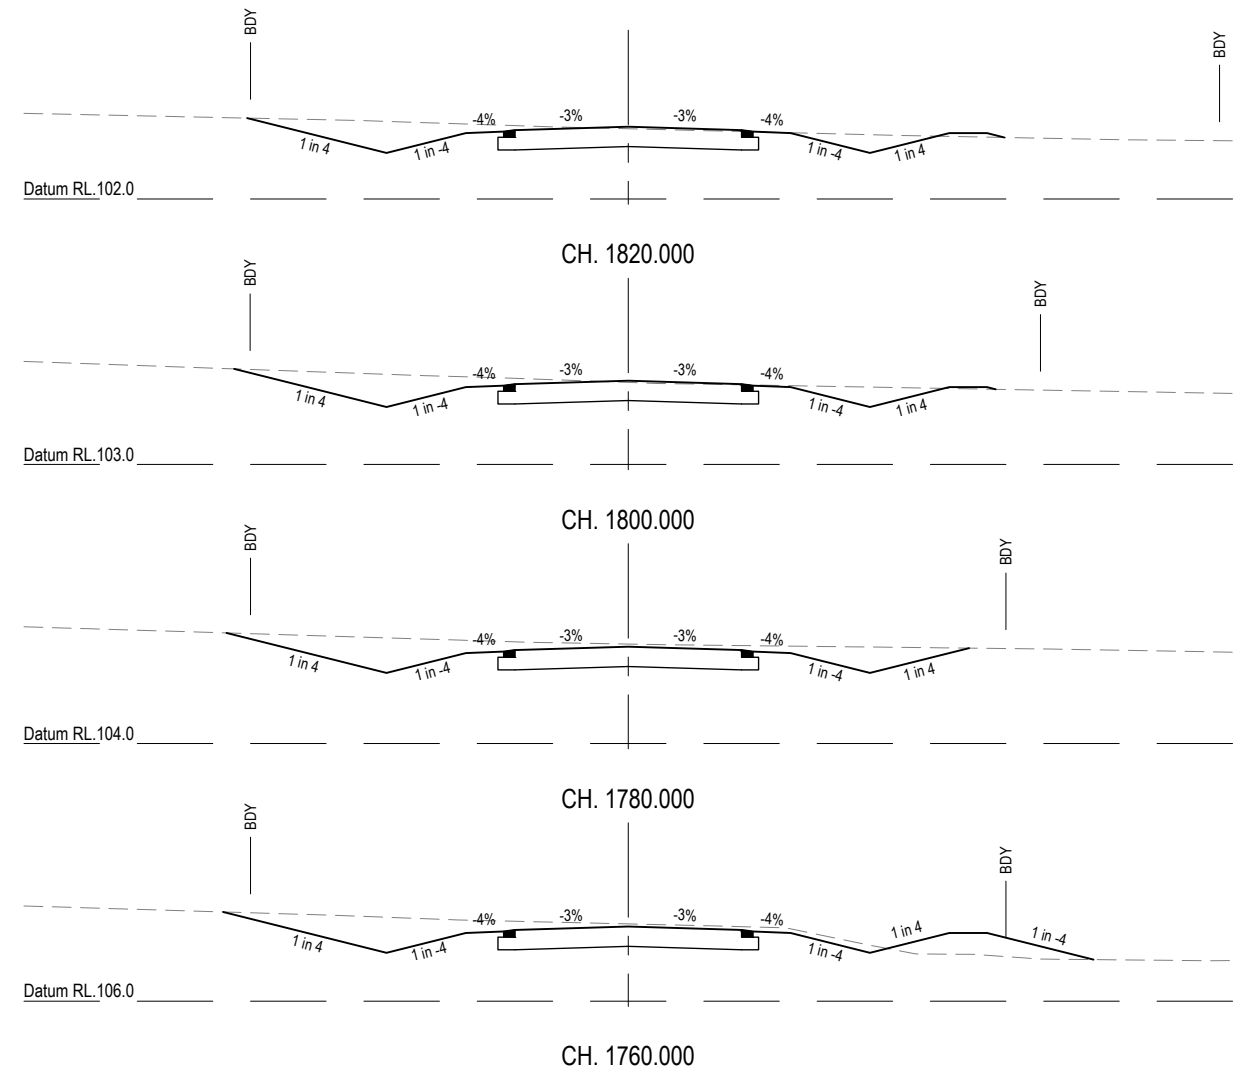 BDY
BDY
-4% -3% -3% -4%
1 in 4 1 in -4 1 in -4 1 in 4
Datum RL.102.0
CH. 1820.000
BDY
BDY
-4% -3% -3% -4%
1 in 4 1 in -4 1 in -4 1 in 4
Datum RL.103.0
CH. 1800.000
BDY
BDY
-4% -3% -3% -4%
1 in 4 1 in -4 1 in -4 1 in 4
Datum RL.104.0
CH. 1780.000
BDY
BDY
-4% -3% -3% -4%
1 in 4 1 in -4 1 in -4 1 in 4 1 in -4
Datum RL.106.0
CH. 1760.000